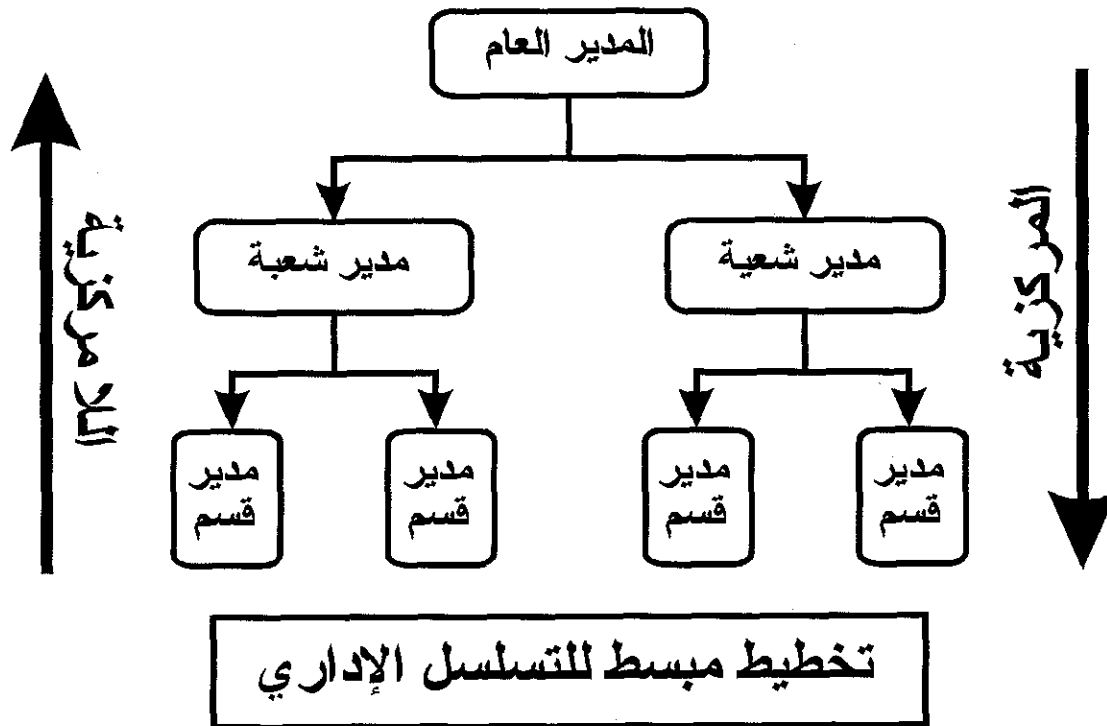 المدير العام
المركزية
مدير شعية
مدير شعبة
اللامركزية
مدير
قسم
مدير
قسم
مدير
قسم
مدير
قسم
تخطيط مبسط للتسلسل الإداري